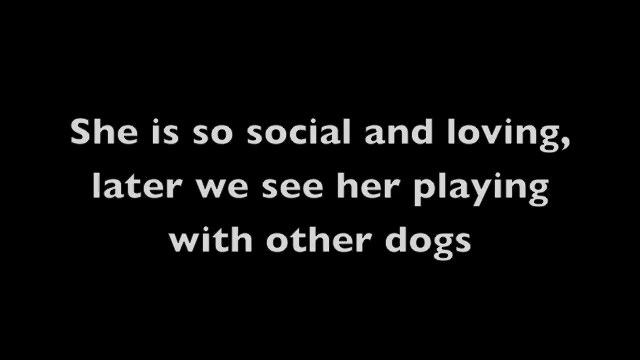 She is so social and loving,
later we see her playing
with other dogs